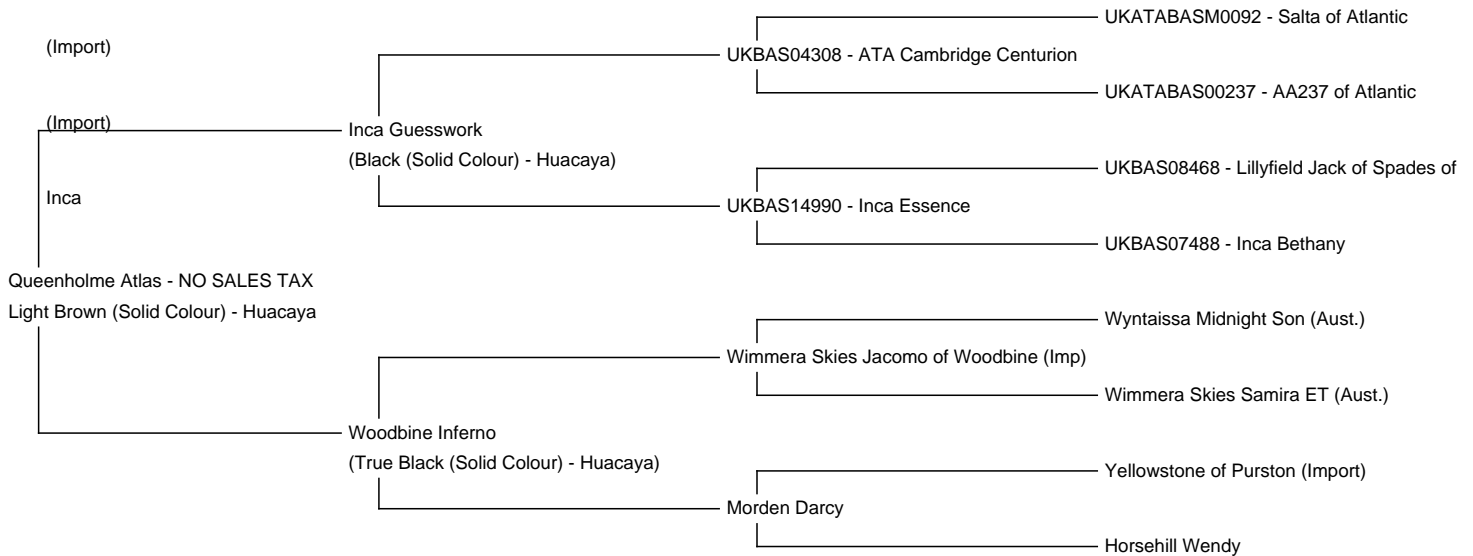 UKATABASM0092 - Salta of Atlantic
(Import)
UKBAS04308 - ATA Cambridge Centurion
UKATABAS00237 - AA237 of Atlantic
(Import)
Inca Guesswork
(Black (Solid Colour) - Huacaya)
UKBAS08468 - Lillyfield Jack of Spades of
Inca
UKBAS14990 - Inca Essence
UKBAS07488 - Inca Bethany
Queenholme Atlas - NO SALES TAX
Light Brown (Solid Colour) - Huacaya
Wyntaissa Midnight Son (Aust.)
Wimmera Skies Jacomo of Woodbine (Imp)
Wimmera Skies Samira ET (Aust.)
Woodbine Inferno
(True Black (Solid Colour) - Huacaya)
Yellowstone of Purston (Import)
Morden Darcy
Horsehill Wendy